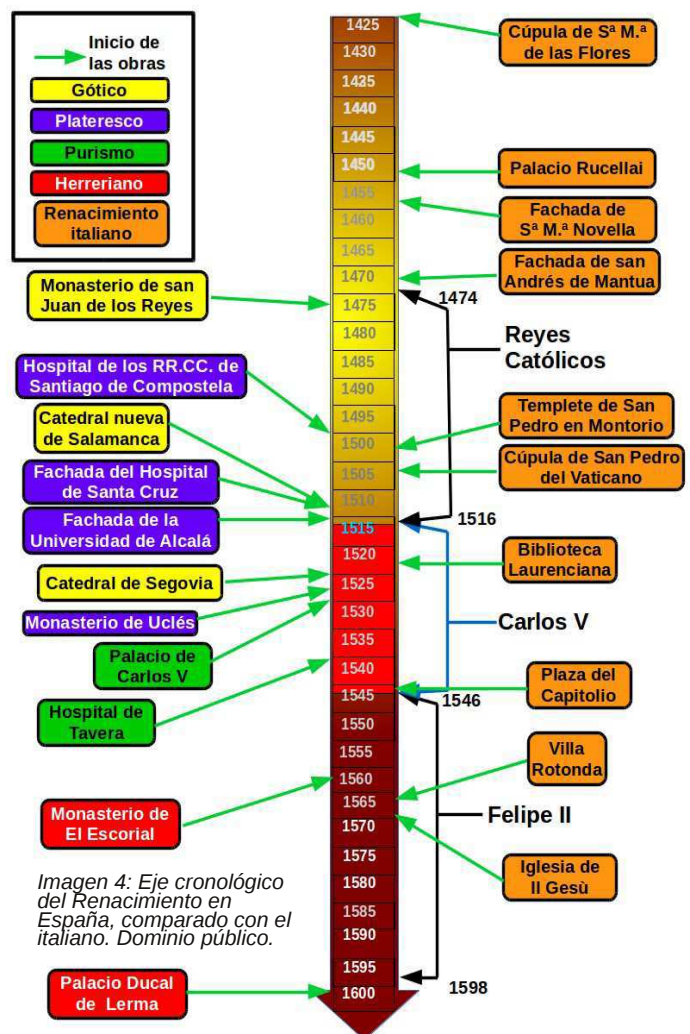 Inicio de
las obras
Gótico
Plateresco
Purismo
Herreriano
Renacimiento
italiano
Monasterio de san
Juan de los Reyes
Hospital de los RR.CC. de
Santiago de Compostela
Catedral nueva
de Salamanca
Fachada del Hospital
de Santa Cruz
Fachada de la
Universidad de Alcalá
Catedral de Segovia
Monasterio de Uclés
Palacio de
Carlos V
Hospital de
Tavera
Monasterio de
El Escorial
Imagen 4: Eje cronológico
del Renacimiento en
España, comparado con el
italiano. Dominio público.
Palacio Ducal
de Lerma
1425
1430
1425
1440
1445
1450
1455
1460
1465
1470
1475
1480
1485
1490
1495
1500
1505
1510
1515
1520
1525
1530
1535
1540
1545
1550
1555
1560
1565
1570
1575
1580
1585
1590
1595
1600
Cúpula de Sª M.ª
de las Flores
Palacio Rucellai
Fachada de
Sª M.ª Novella
Fachada de san
Andrés de Mantua
1474
Reyes
Católicos
Templete de San
Pedro en Montorio
Cúpula de San Pedro
del Vaticano
1516
Biblioteca
Laurenciana
Carlos V
Plaza del
Capitolio
1546
Villa
Rotonda
Felipe II
Iglesia de
Il Gesù
1598